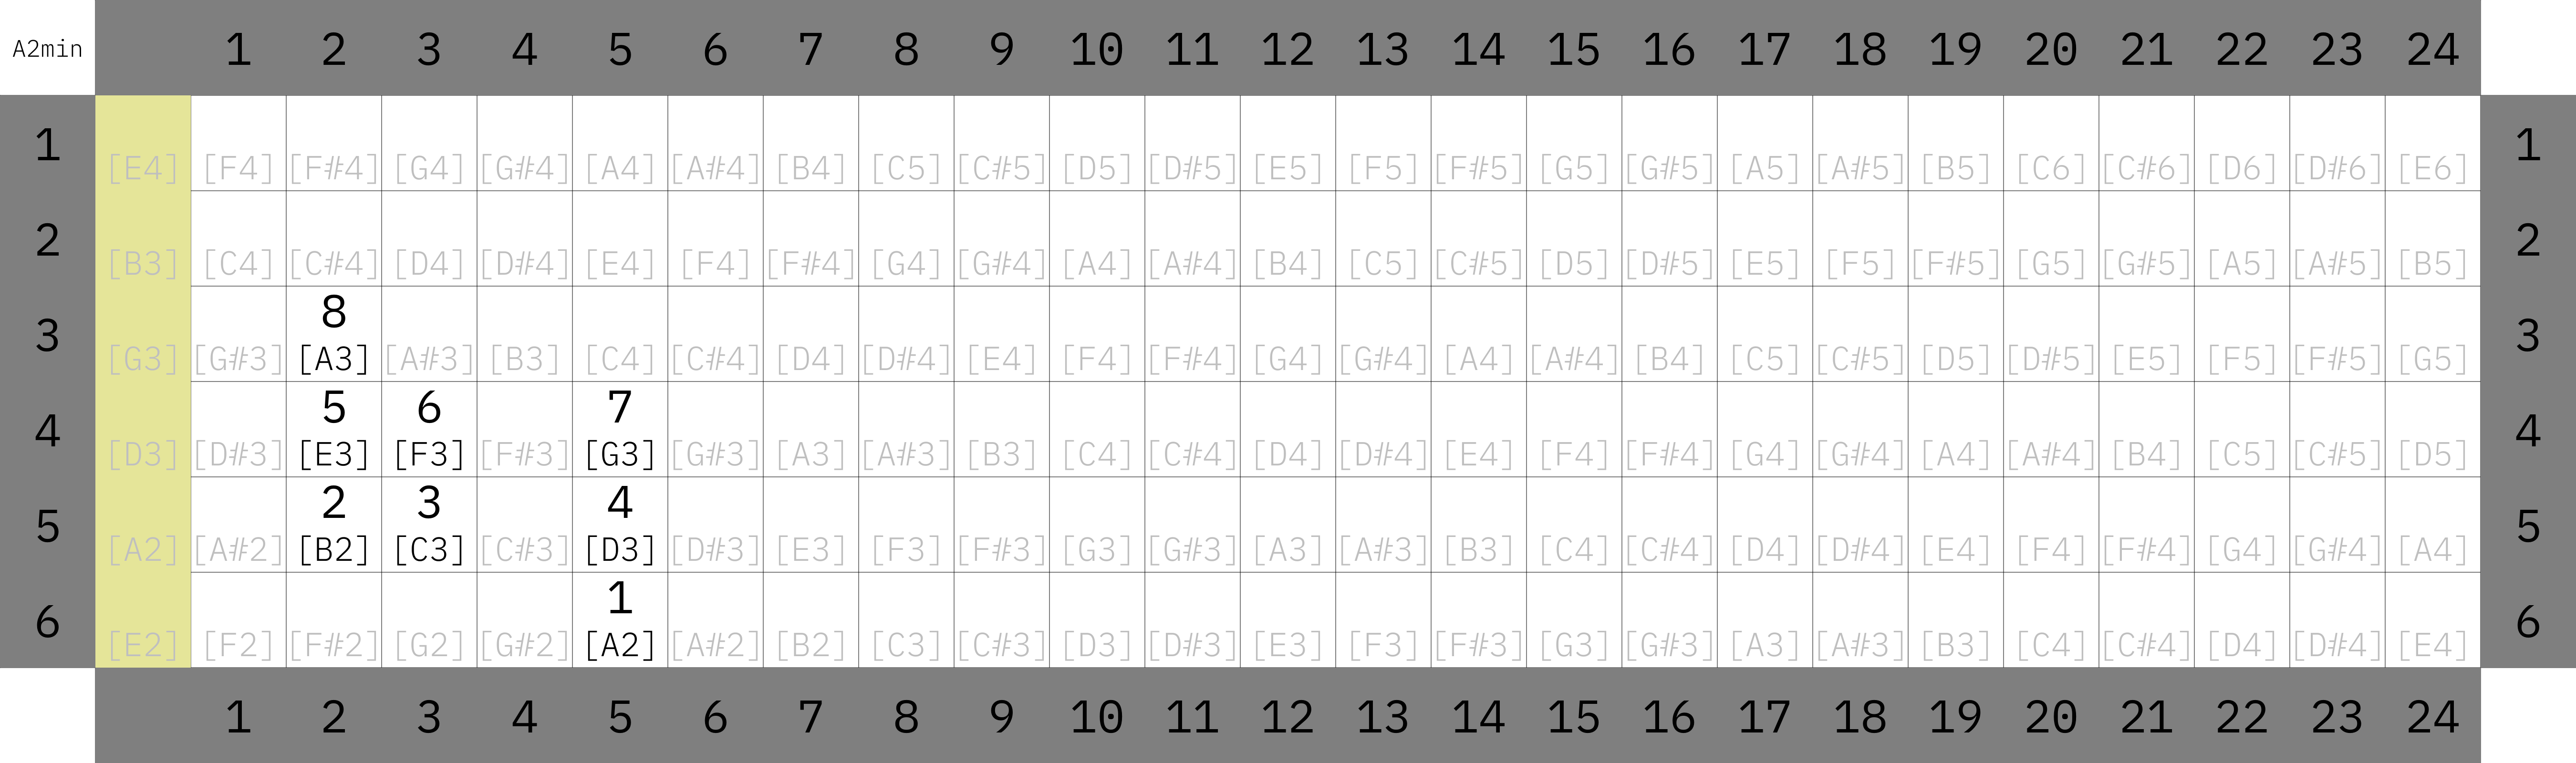 A2min 1 2 3 4 5 6 7 8 9 10 11 12 13 14 15 16 17 18 19 20 21 22 23 24
1 [E4] [F4] [F#4] [G4] [G#4] [A4] [A#4] [B4] [C5] [C#5] [D5] [D#5] [E5] [F5] [F#5] [G5] [G#5] [A5] [A#5] [B5] [C6] [C#6] [D6] [D#6] [E6] 1
2 [B3] [C4] [C#4] [D4] [D#4] [E4] [F4] [F#4] [G4] [G#4] [A4] [A#4] [B4] [C5] [C#5] [D5] [D#5] [E5] [F5] [F#5] [G5] [G#5] [A5] [A#5] [B5] 2
8
3 [G3] [G#3] [A3] [A#3] [B3] [C4] [C#4] [D4] [D#4] [E4] [F4] [F#4] [G4] [G#4] [A4] [A#4] [B4] [C5] [C#5] [D5] [D#5] [E5] [F5] [F#5] [G5] 3
5 6 7
4 [D3] [D#3] [E3] [F3] [F#3] [G3] [G#3] [A3] [A#3] [B3] [C4] [C#4] [D4] [D#4] [E4] [F4] [F#4] [G4] [G#4] [A4] [A#4] [B4] [C5] [C#5] [D5] 4
2 3 4
5 [A2] [A#2] [B2] [C3] [C#3] [D3] [D#3] [E3] [F3] [F#3] [G3] [G#3] [A3] [A#3] [B3] [C4] [C#4] [D4] [D#4] [E4] [F4] [F#4] [G4] [G#4] [A4] 5
1
6 [E2] [F2] [F#2] [G2] [G#2] [A2] [A#2] [B2] [C3] [C#3] [D3] [D#3] [E3] [F3] [F#3] [G3] [G#3] [A3] [A#3] [B3] [C4] [C#4] [D4] [D#4] [E4] 6
1 2 3 4 5 6 7 8 9 10 11 12 13 14 15 16 17 18 19 20 21 22 23 24